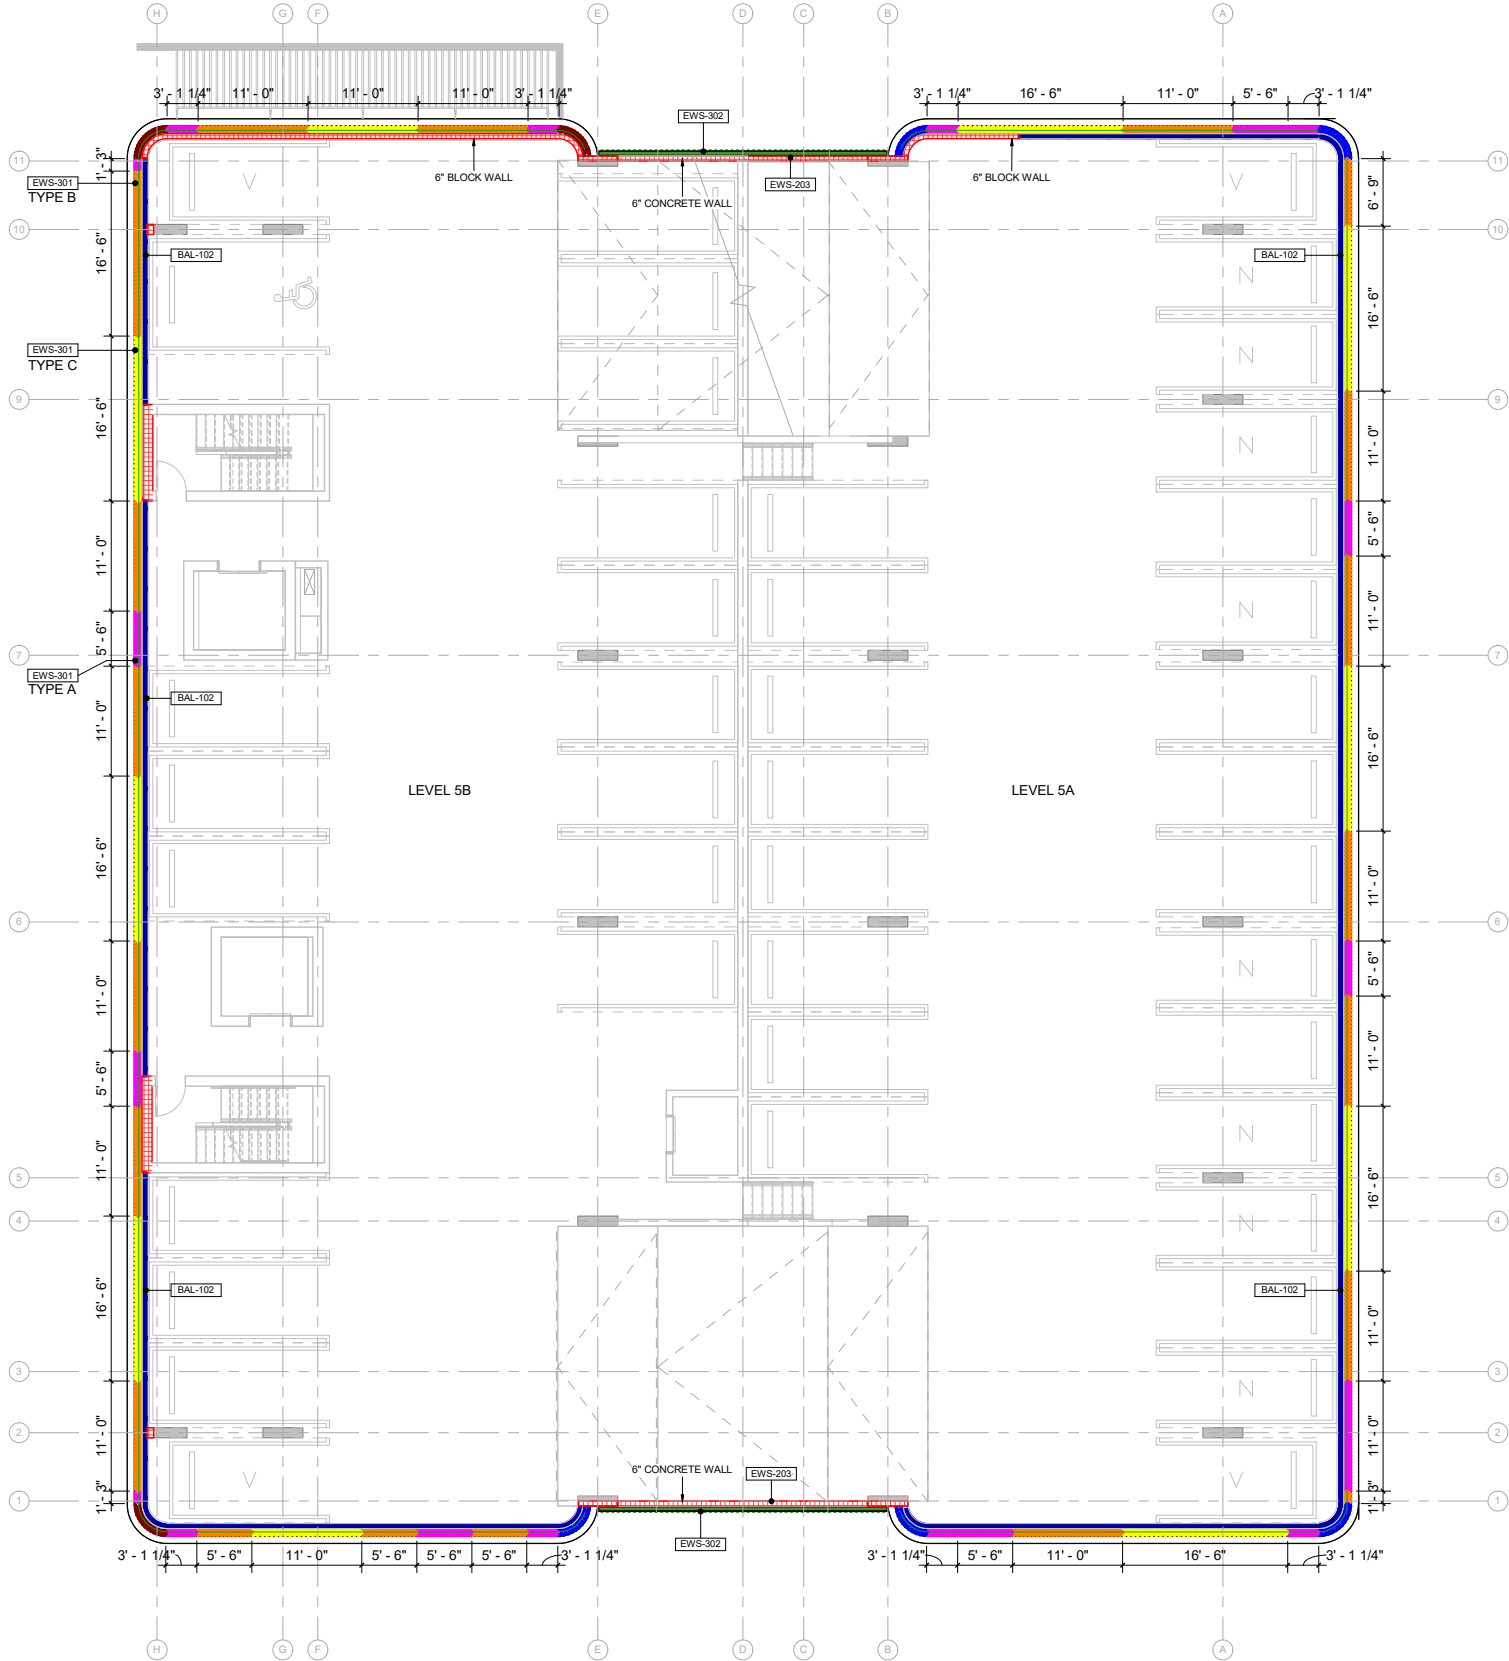 H G F E D C B A
3' - 1 1/4" 11' - 0" 11' - 0" 11' - 0" 3' - 1 1/4"
3' - 1 1/4" 16' - 6" 11' - 0" 5' - 6" 3' - 1 1/4"
EWS-302
11
11
1' - 3"
6" BLOCK WALL
6" CONCRETE WALL
EWS-203
6" BLOCK WALL
EWS-301
TYPE B
6' - 9"
10
10
16' - 6"
BAL-102
BAL-102
16' - 6"
EWS-301
TYPE C
9
9
16' - 6"
11' - 0"
11' - 0"
5' - 6"
5' - 6"
11' - 0"
7
7
EWS-301
TYPE A
BAL-102
11' - 0"
16' - 6"
LEVEL 5B
LEVEL 5A
16' - 6"
11' - 0"
6
6
11' - 0"
5' - 6"
5' - 6"
11' - 0"
11' - 0"
16' - 6"
5
5
4
4
16' - 6"
BAL-102
BAL-102
11' - 0"
3
3
11' - 0"
11' - 0"
2
2
6" CONCRETE WALL
EWS-203
1' - 3"
1' - 3"
1
1
EWS-302
3' - 1 1/4" 5' - 6" 11' - 0" 5' - 6" 5' - 6" 5' - 6" 3' - 1 1/4"
3' - 1 1/4" 5' - 6" 11' - 0" 16' - 6" 3' - 1 1/4"
H G F E D C B A